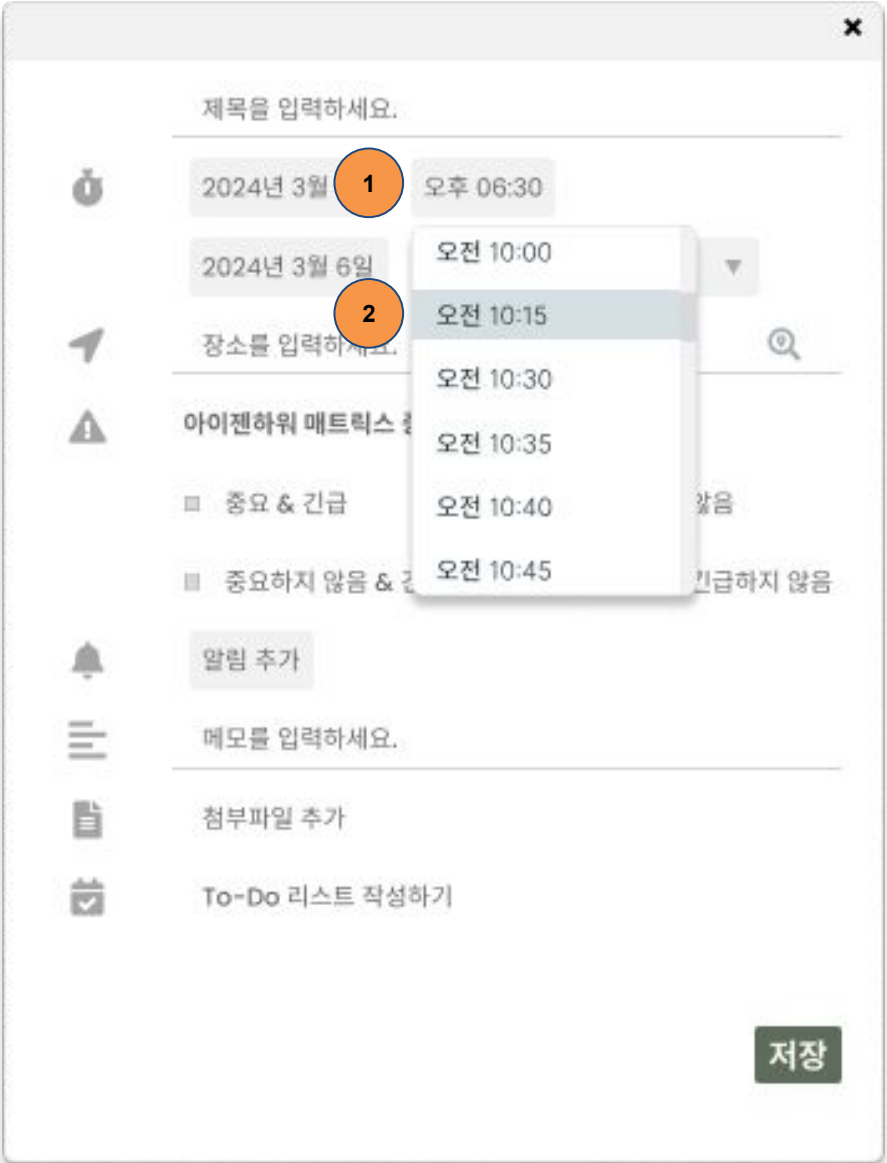 ×
제목을 입력하세요.
2024년 3월
1
오후 06:30
2024년 3월 6일
▼
오전 10:00
2
오전 10:15
장소를 입력하세요.
오전 10:30
아이젠하워 매트릭스
오전 10:35
중요 & 긴급
오전 10:40
않음
중요하지 않음 &
오전 10:45
긴급하지 않음
알림 추가
메모를 입력하세요.
첨부파일 추가
To-Do 리스트 작성하기
저장